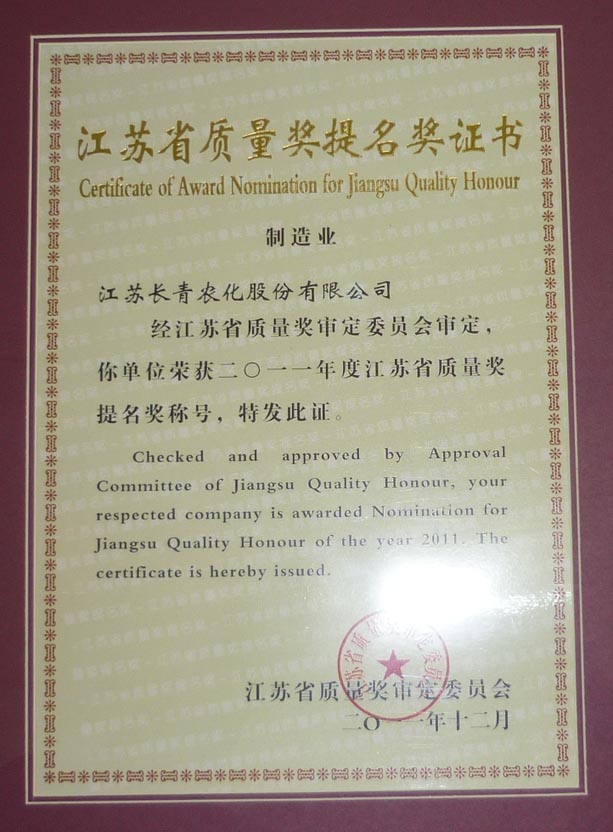 江苏省质量奖提名奖证书
Certificate of Award Nomination for Jiangsu Quality Honour
制造业
江苏长青农化股份有限公司
经江苏省质量奖审定委员会审定，
你单位荣获二〇一一年度江苏省质量奖
提名奖称号，特发此证。
Checked and approved by Approval
Committee of Jiangsu Quality Honour, your
respected company is awarded Nomination for
Jiangsu Quality Honour of the year 2011. The
certificate is hereby issued.
江苏省质量奖审定委员会
二〇一一年十二月